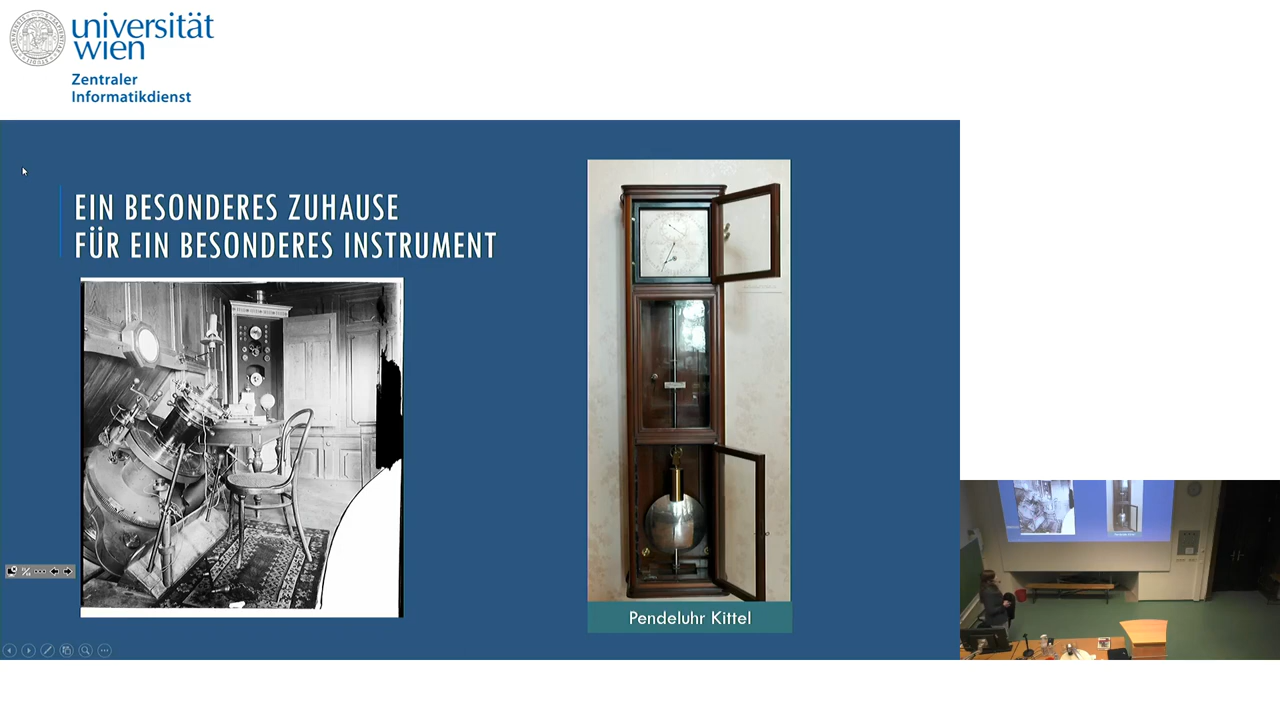 universität
wien
Zentraler
Informatikdienst
EIN BESONDERES ZUHAUSE
FÜR EIN BESONDERES INSTRUMENT
Pendeluhr Kittel